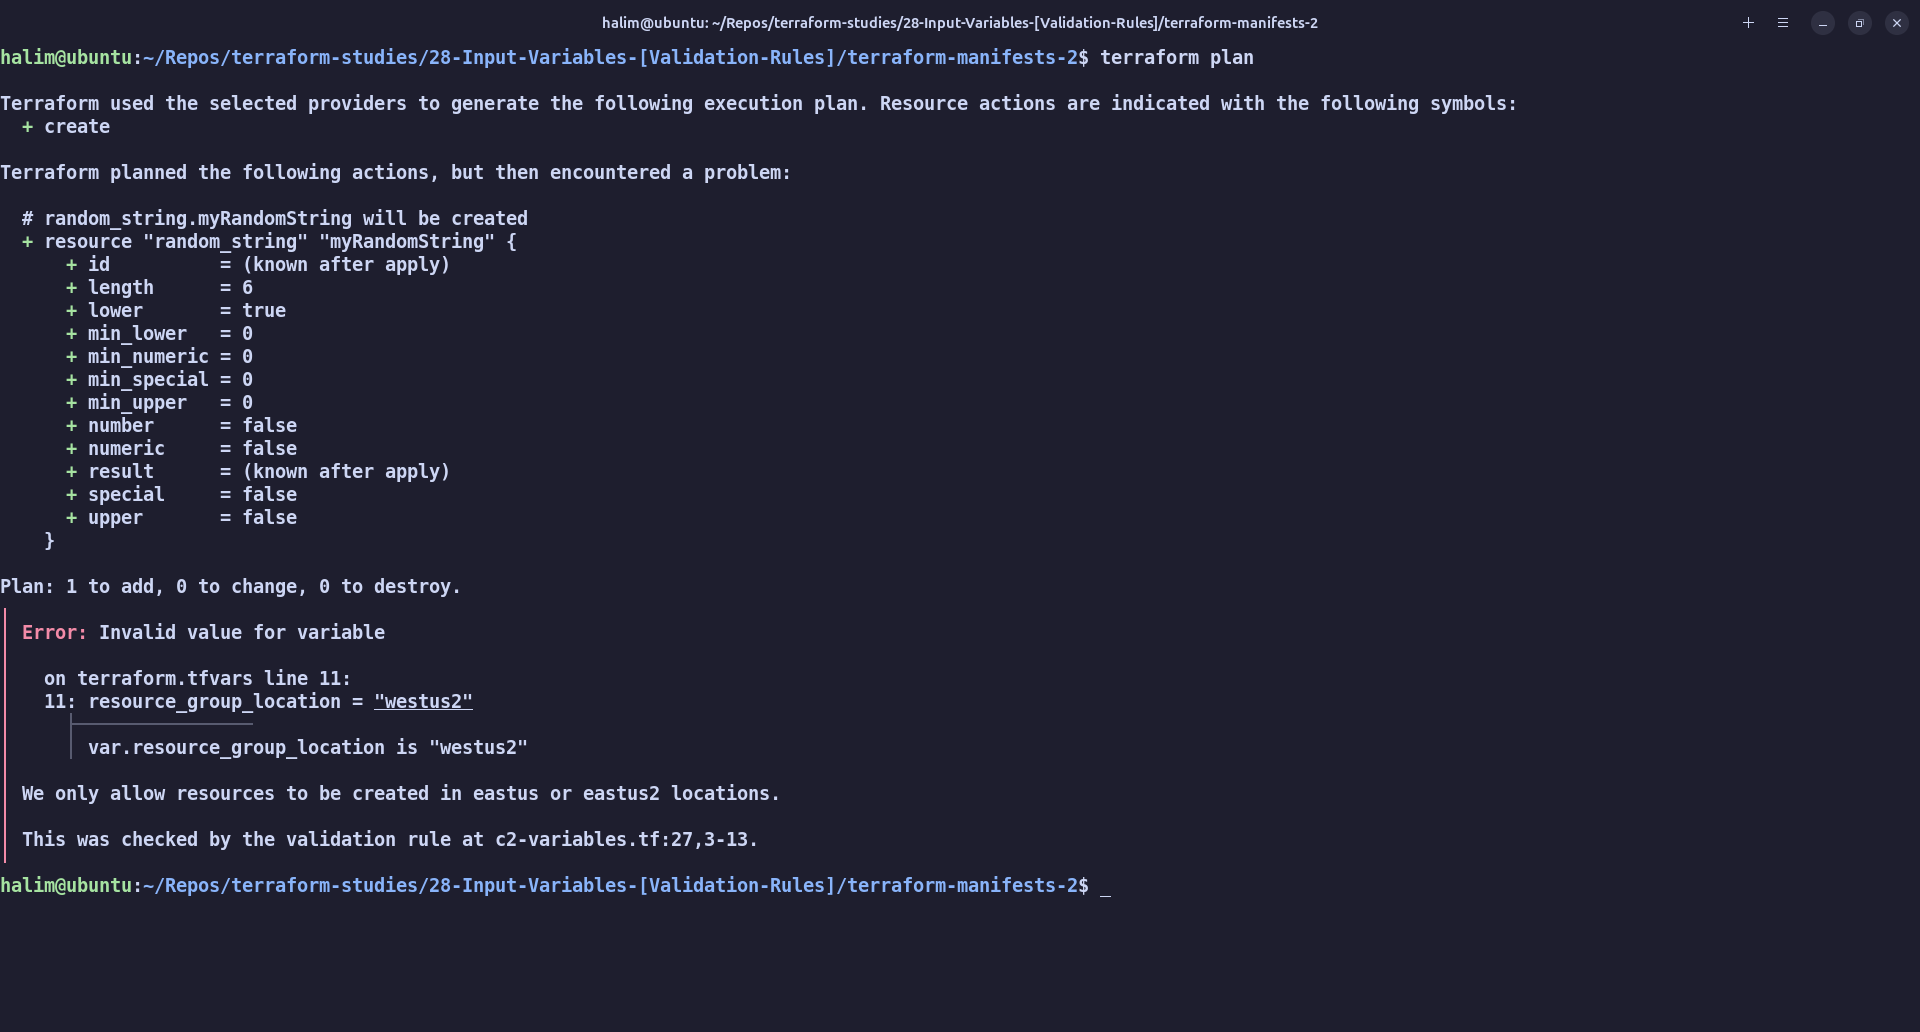 halim@ubuntu: ~/Repos/terraform-studies/28-Input-Variables-[Validation-Rules]/terraform-manifests-2
halim@ubuntu:~/Repos/terraform-studies/28-Input-Variables-[Validation-Rules]/terraform-manifests-2$ terraform plan
Terraform used the selected providers to generate the following execution plan. Resource actions are indicated with the following symbols:
  + create
Terraform planned the following actions, but then encountered a problem:
  # random_string.myRandomString will be created
  + resource "random_string" "myRandomString" {
      + id          = (known after apply)
      + length      = 6
      + lower       = true
      + min_lower   = 0
      + min_numeric = 0
      + min_special = 0
      + min_upper   = 0
      + number      = false
      + numeric     = false
      + result      = (known after apply)
      + special     = false
      + upper       = false
    }
Plan: 1 to add, 0 to change, 0 to destroy.
Error: Invalid value for variable
  on terraform.tfvars line 11:
  11: resource_group_location = "westus2"
      var.resource_group_location is "westus2"
We only allow resources to be created in eastus or eastus2 locations.
This was checked by the validation rule at c2-variables.tf:27,3-13.
halim@ubuntu:~/Repos/terraform-studies/28-Input-Variables-[Validation-Rules]/terraform-manifests-2$ _